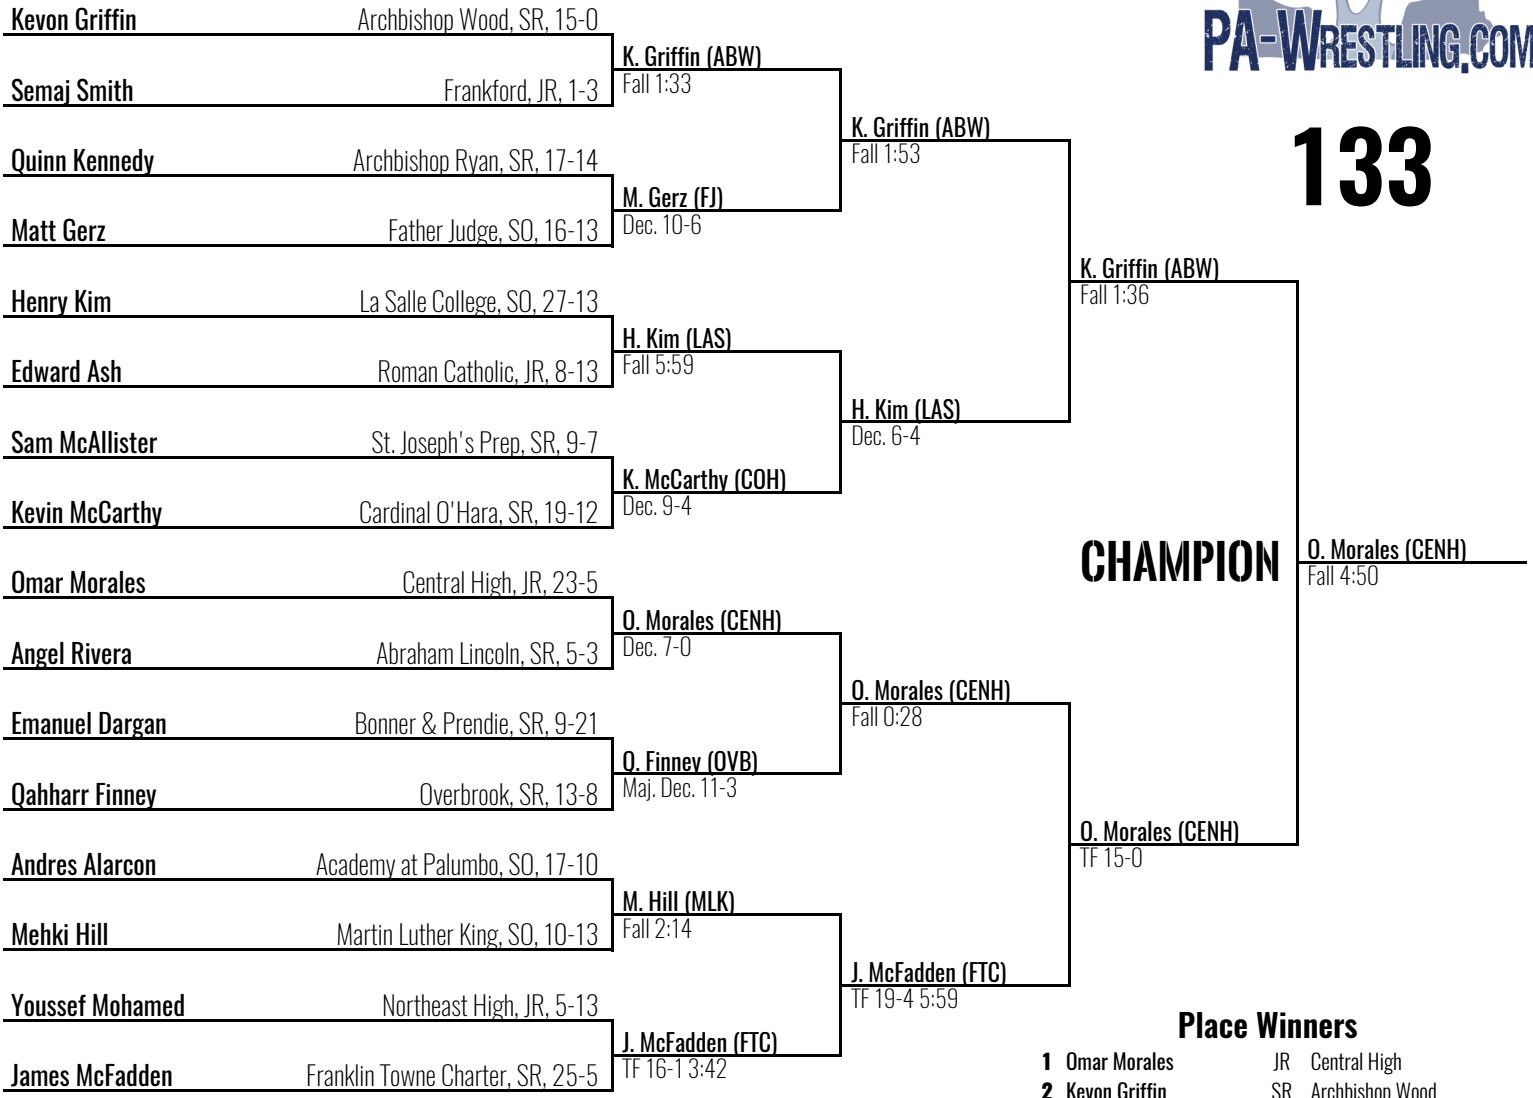 PA-WRESTLING.COM
133
Kevon Griffin Archbishop Wood, SR, 15-0
Semaj Smith Frankford, JR, 1-3
Quinn Kennedy Archbishop Ryan, SR, 17-14
Matt Gerz Father Judge, SO, 16-13
Henry Kim La Salle College, SO, 27-13
Edward Ash Roman Catholic, JR, 8-13
Sam McAllister St. Joseph's Prep, SR, 9-7
Kevin McCarthy Cardinal O'Hara, SR, 19-12
Omar Morales Central High, JR, 23-5
Angel Rivera Abraham Lincoln, SR, 5-3
Emanuel Dargan Bonner & Prendie, SR, 9-21
Qahharr Finney Overbrook, SR, 13-8
Andres Alarcon Academy at Palumbo, SO, 17-10
Mehki Hill Martin Luther King, SO, 10-13
Youssef Mohamed Northeast High, JR, 5-13
James McFadden Franklin Towne Charter, SR, 25-5
K. Griffin (ABW)
Fall 1:33
M. Gerz (FJ)
Dec. 10-6
H. Kim (LAS)
Fall 5:59
K. McCarthy (COH)
Dec. 9-4
O. Morales (CENH)
Dec. 7-0
Q. Finney (OVB)
Maj. Dec. 11-3
M. Hill (MLK)
Fall 2:14
J. McFadden (FTC)
TF 16-1 3:42
K. Griffin (ABW)
Fall 1:53
H. Kim (LAS)
Dec. 6-4
O. Morales (CENH)
Fall 0:28
J. McFadden (FTC)
TF 19-4 5:59
K. Griffin (ABW)
Fall 1:36
O. Morales (CENH)
TF 15-0
CHAMPION
O. Morales (CENH)
Fall 4:50
Place Winners
1 Omar Morales JR Central High
2 Kevon Griffin SR Archbishop Wood